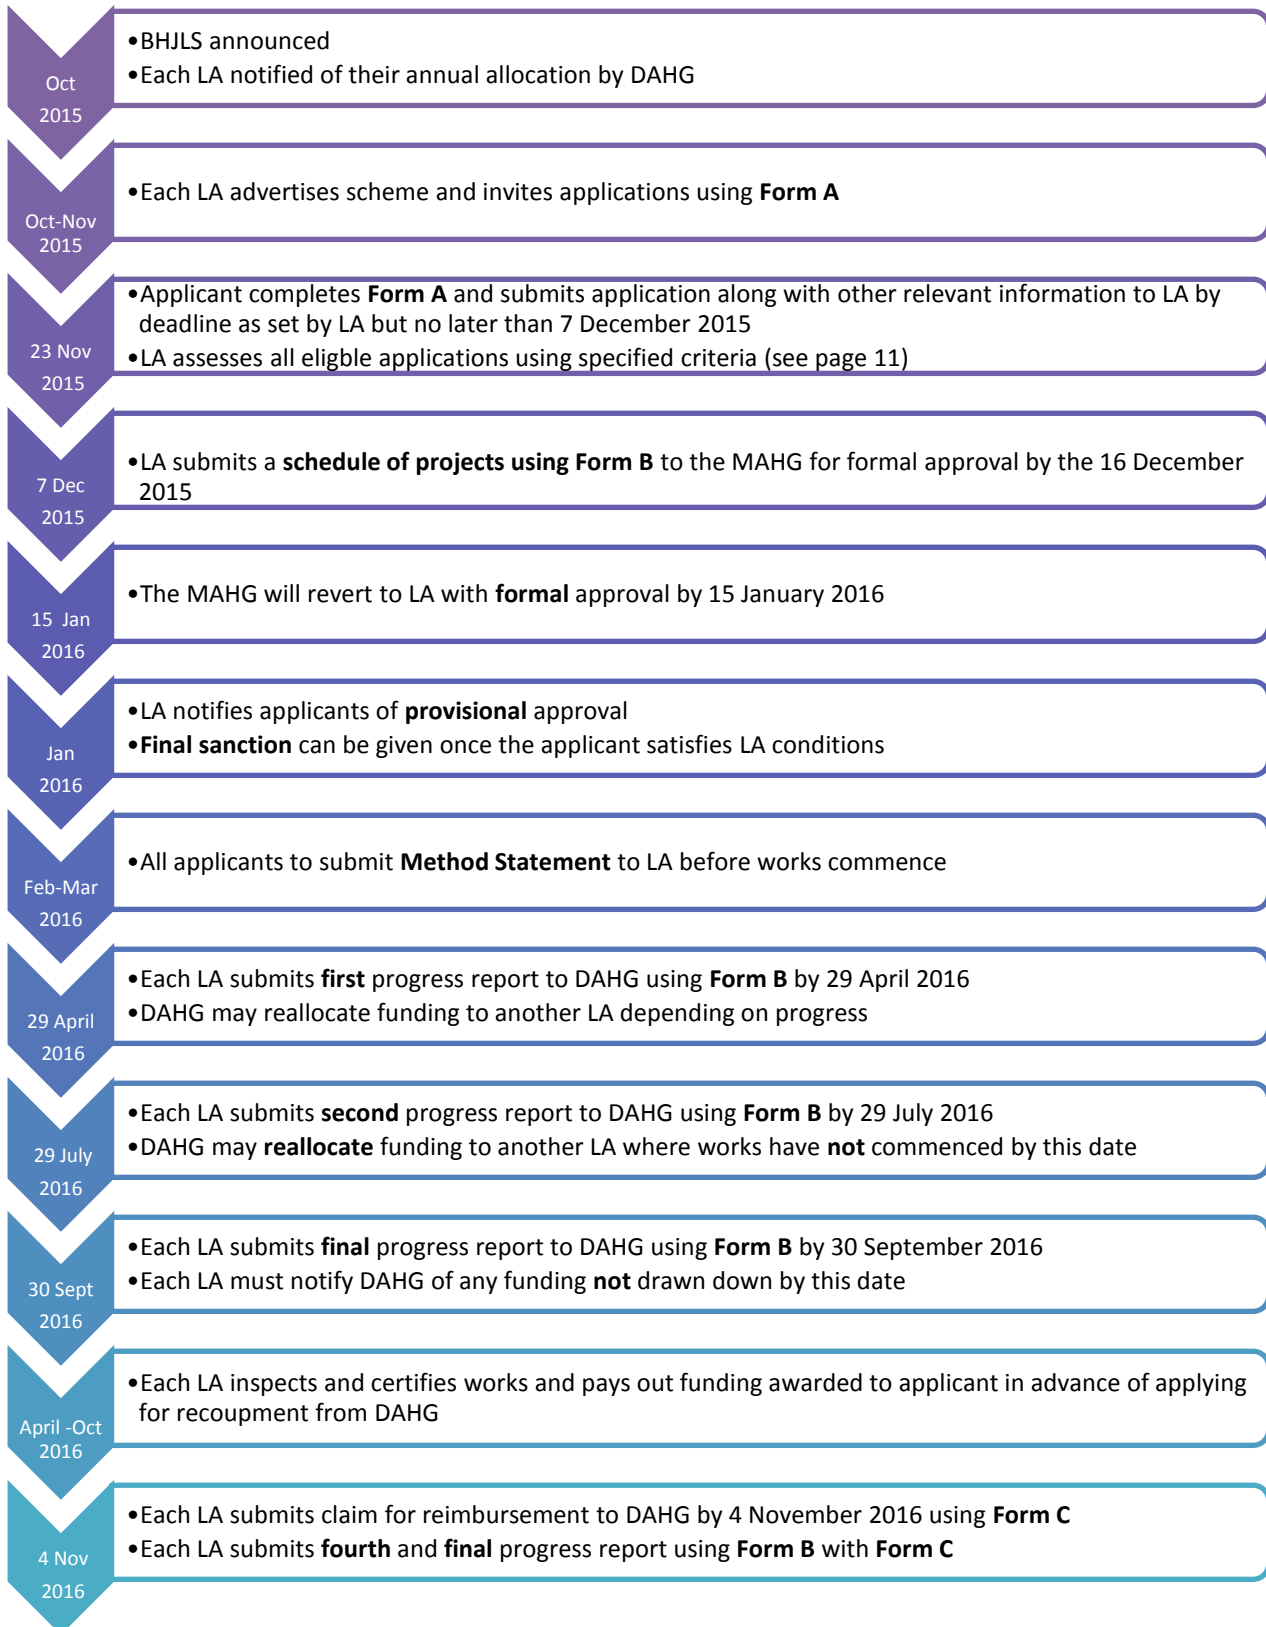 Oct
2015
•BHJLS announced
•Each LA notified of their annual allocation by DAHG
Oct-Nov
2015
•Each LA advertises scheme and invites applications using Form A
23 Nov
2015
•Applicant completes Form A and submits application along with other relevant information to LA by
deadline as set by LA but no later than 7 December 2015
•LA assesses all eligble applications using specified criteria (see page 11)
7 Dec
2015
•LA submits a schedule of projects using Form B to the MAHG for formal approval by the 16 December
2015
15 Jan
2016
•The MAHG will revert to LA with formal approval by 15 January 2016
Jan
2016
•LA notifies applicants of provisional approval
•Final sanction can be given once the applicant satisfies LA conditions
Feb-Mar
2016
•All applicants to submit Method Statement to LA before works commence
29 April
2016
•Each LA submits first progress report to DAHG using Form B by 29 April 2016
•DAHG may reallocate funding to another LA depending on progress
29 July
2016
•Each LA submits second progress report to DAHG using Form B by 29 July 2016
•DAHG may reallocate funding to another LA where works have not commenced by this date
30 Sept
2016
•Each LA submits final progress report to DAHG using Form B by 30 September 2016
•Each LA must notify DAHG of any funding not drawn down by this date
April -Oct
2016
•Each LA inspects and certifies works and pays out funding awarded to applicant in advance of applying
for recoupment from DAHG
4 Nov
2016
•Each LA submits claim for reimbursement to DAHG by 4 November 2016 using Form C
•Each LA submits fourth and final progress report using Form B with Form C